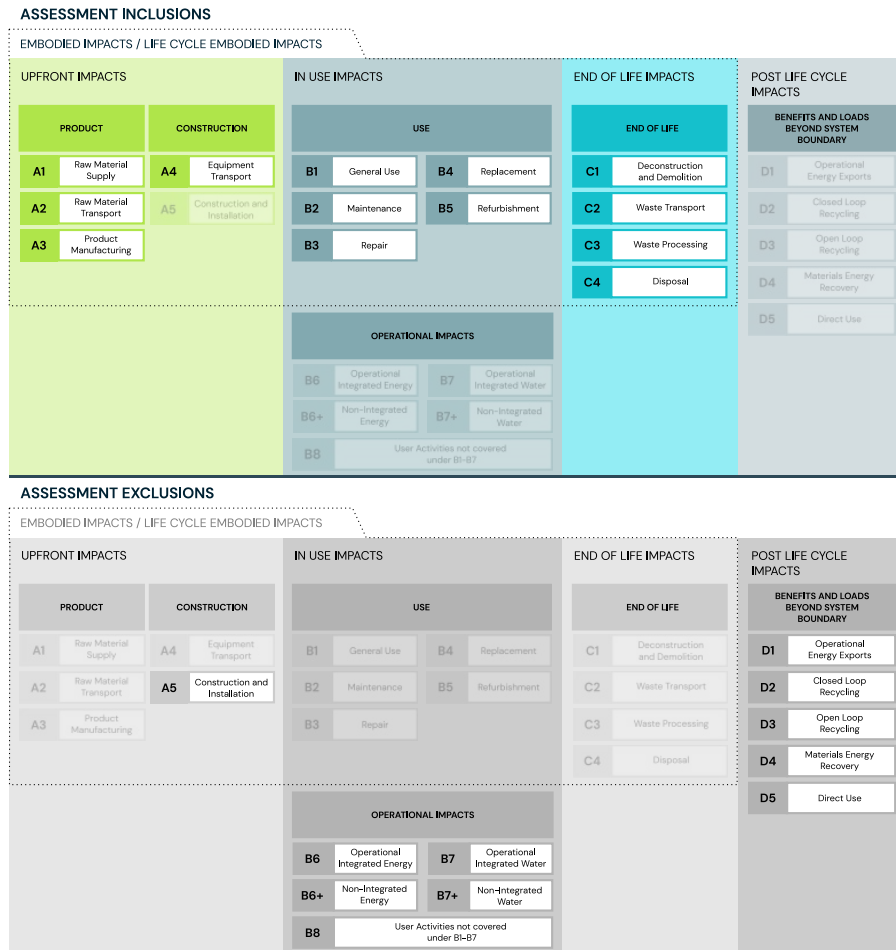 ASSESSMENT INCLUSIONS
EMBODIED IMPACTS / LIFE CYCLE EMBODIED IMPACTS
UPFRONT IMPACTS
PRODUCT
CONSTRUCTION
A1
Raw Material
Supply
A4
Equipment
Transport
A2
Raw Material
Transport
A5
Construction and
Installation
A3
Product
Manufacturing
IN USE IMPACTS
USE
B1
General Use
B4
Replacement
B2
Maintenance
B5
Refurbishment
B3
Repair
OPERATIONAL IMPACTS
B6
Operational
Integrated Energy
B7
Operational
Integrated Water
B6+
Non-Integrated
Energy
B7+
Non-Integrated
Water
B8
User Activities not covered
under B1-B7
END OF LIFE IMPACTS
END OF LIFE
C1
Deconstruction
and Demolition
C2
Waste Transport
C3
Waste Processing
C4
Disposal
POST LIFE CYCLE
IMPACTS
BENEFITS AND LOADS
BEYOND SYSTEM
BOUNDARY
D1
Operational
Energy Exports
D2
Closed Loop
Recycling
D3
Open Loop
Recycling
D4
Materials Energy
Recovery
D5
Direct Use
ASSESSMENT EXCLUSIONS
EMBODIED IMPACTS / LIFE CYCLE EMBODIED IMPACTS
UPFRONT IMPACTS
PRODUCT
CONSTRUCTION
A1
Raw Material
Supply
A4
Equipment
Transport
A2
Raw Material
Transport
A5
Construction and
Installation
A3
Product
Manufacturing
IN USE IMPACTS
USE
B1
General Use
B4
Replacement
B2
Maintenance
B5
Refurbishment
B3
Repair
OPERATIONAL IMPACTS
B6
Operational
Integrated Energy
B7
Operational
Integrated Water
B6+
Non-Integrated
Energy
B7+
Non-Integrated
Water
B8
User Activities not covered
under B1-B7
END OF LIFE IMPACTS
END OF LIFE
C1
Deconstruction
and Demolition
C2
Waste Transport
C3
Waste Processing
C4
Disposal
POST LIFE CYCLE
IMPACTS
BENEFITS AND LOADS
BEYOND SYSTEM
BOUNDARY
D1
Operational
Energy Exports
D2
Closed Loop
Recycling
D3
Open Loop
Recycling
D4
Materials Energy
Recovery
D5
Direct Use